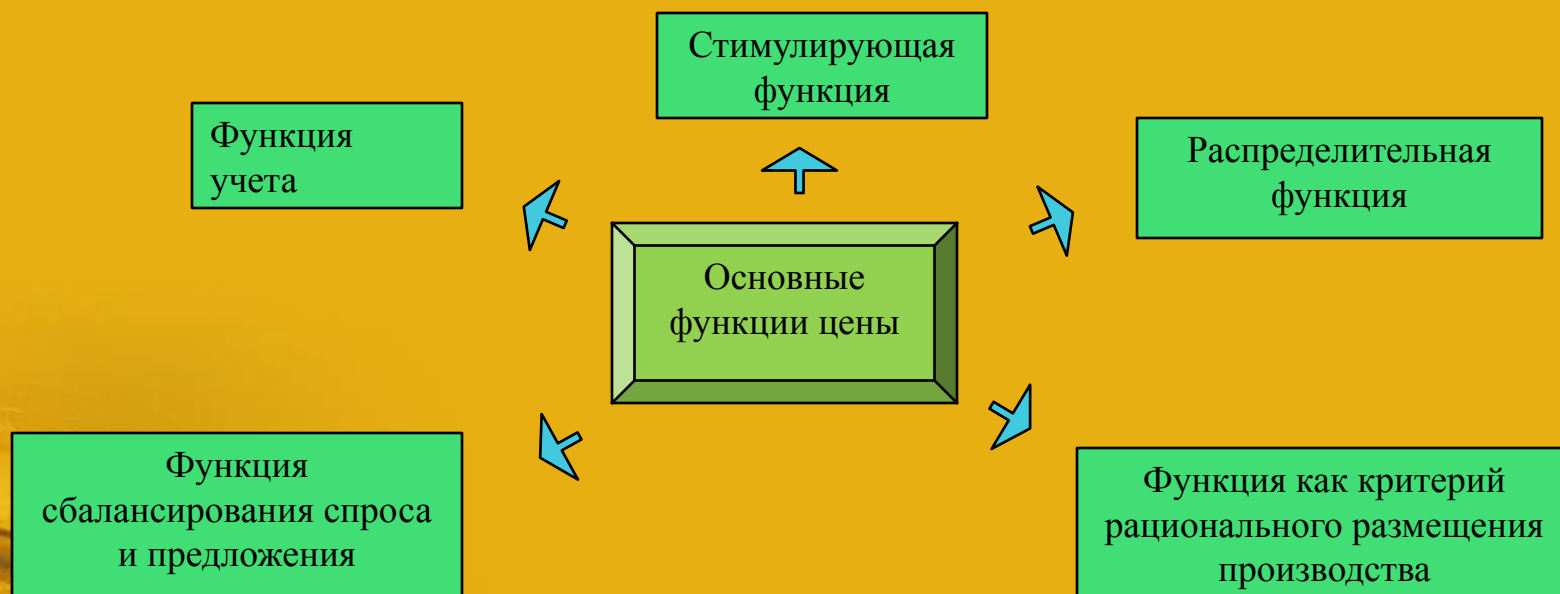 Стимулирующая
функция
Функция
учета
Распределительная
функция
Основные
функции цены
Функция
сбалансирования спроса
и предложения
Функция как критерий
рационального размещения
производства